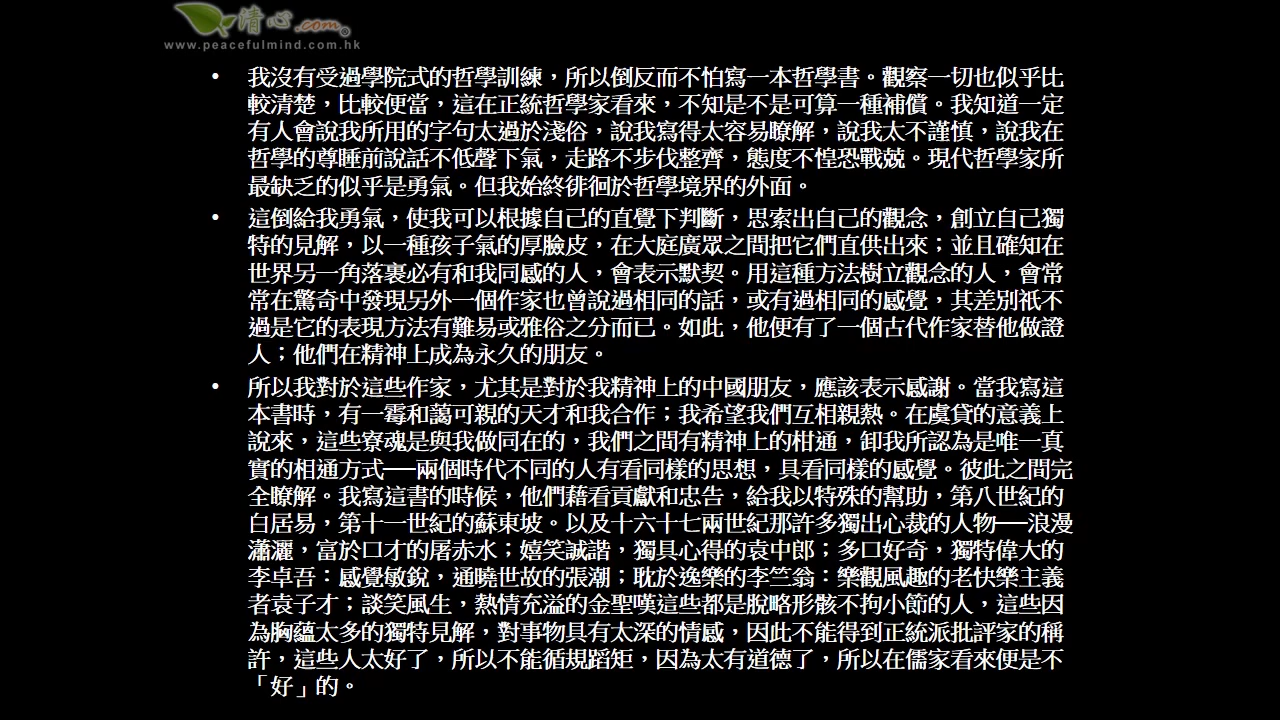 清心.com®
www.peacefulmind.com.hk
• 我沒有受過學院式的哲學訓練，所以倒反而不怕寫一本哲學書。觀察一切也似乎比
較清楚，比較便當，這在正統哲學家看來，不知是不是可算一種補償。我知道一定
有人會說我所用的字句太過於淺俗，說我寫得太容易瞭解，說我太不謹慎，說我在
哲學的尊睡前說話不低聲下氣，走路不步伐整齊，態度不惶恐戰兢。現代哲學家所
最缺乏的似乎是勇氣。但我始終徘徊於哲學境界的外面。
• 這倒給我勇氣，使我可以根據自己的直覺下判斷，思索出自己的觀念，創立自己獨
特的見解，以一種孩子氣的厚臉皮，在大庭廣眾之間把它們直供出來；並且確知在
世界另一角落裏必有和我同感的人，會表示默契。用這種方法樹立觀念的人，會常
常在驚奇中發現另外一個作家也曾說過相同的話，或有過相同的感覺，其差別祇不
過是它的表現方法有難易或雅俗之分而已。如此，他便有了一個古代作家替他做證
人；他們在精神上成為永久的朋友。
• 所以我對於這些作家，尤其是對於我精神上的中國朋友，應該表示感謝。當我寫這
本書時，有一霧和藹可親的天才和我合作；我希望我們互相親熱。在虞貸的意義上
說來，這些寮魂是與我做同在的，我們之間有精神上的柑通，卸我所認為是唯一真
實的相通方式──兩個時代不同的人有看同樣的思想，具看同樣的感覺。彼此之間完
全瞭解。我寫這書的時候，他們藉看貢獻和忠告，給我以特殊的幫助，第八世紀的
白居易，第十一世紀的蘇東坡。以及十六十七兩世紀那許多獨出心裁的人物──浪漫
瀟灑，富於口才的屠赤水；嬉笑誠諧，獨具心得的袁中郎；多口好奇，獨特偉大的
李卓吾：感覺敏銳，通曉世故的張潮；耽於逸樂的李竺翁：樂觀風趣的老快樂主義
者袁子才；談笑風生，熱情充溢的金聖嘆這些都是脫略形骸不拘小節的人，這些因
為胸蘊太多的獨特見解，對事物具有太深的情感，因此不能得到正統派批評家的稱
許，這些人太好了，所以不能循規蹈矩，因為太有道德了，所以在儒家看來便是不
「好」的。